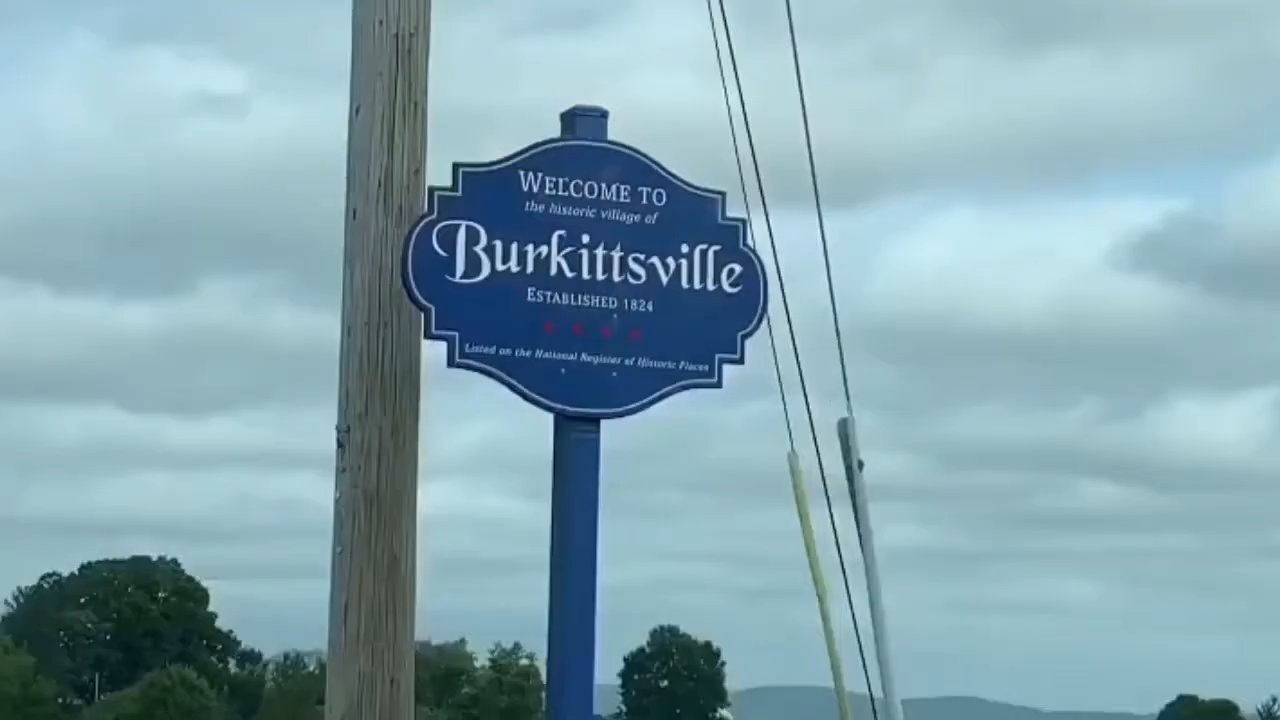 WELCOME TO
the historic village of
Burkittsville
ESTABLISHED 1824
Listed on the National Register of Historic Places